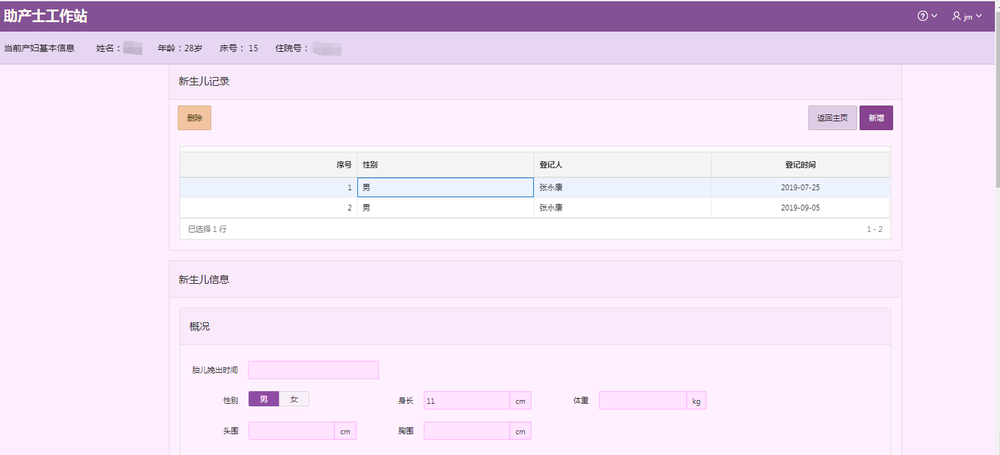 助产士工作站
jm
当前产妇基本信息 姓名： 年龄：28岁 床号： 15 住院号：
新生儿记录
删除 返回主页 新增
序号 性别 登记人 登记时间
1 男 张永康 2019-07-25
2 男 张永康 2019-09-05
已选择 1 行 1 - 2
新生儿信息
概况
胎儿娩出时间
性别 男 女 身长 11 cm 体重 kg
头围 cm 胸围 cm